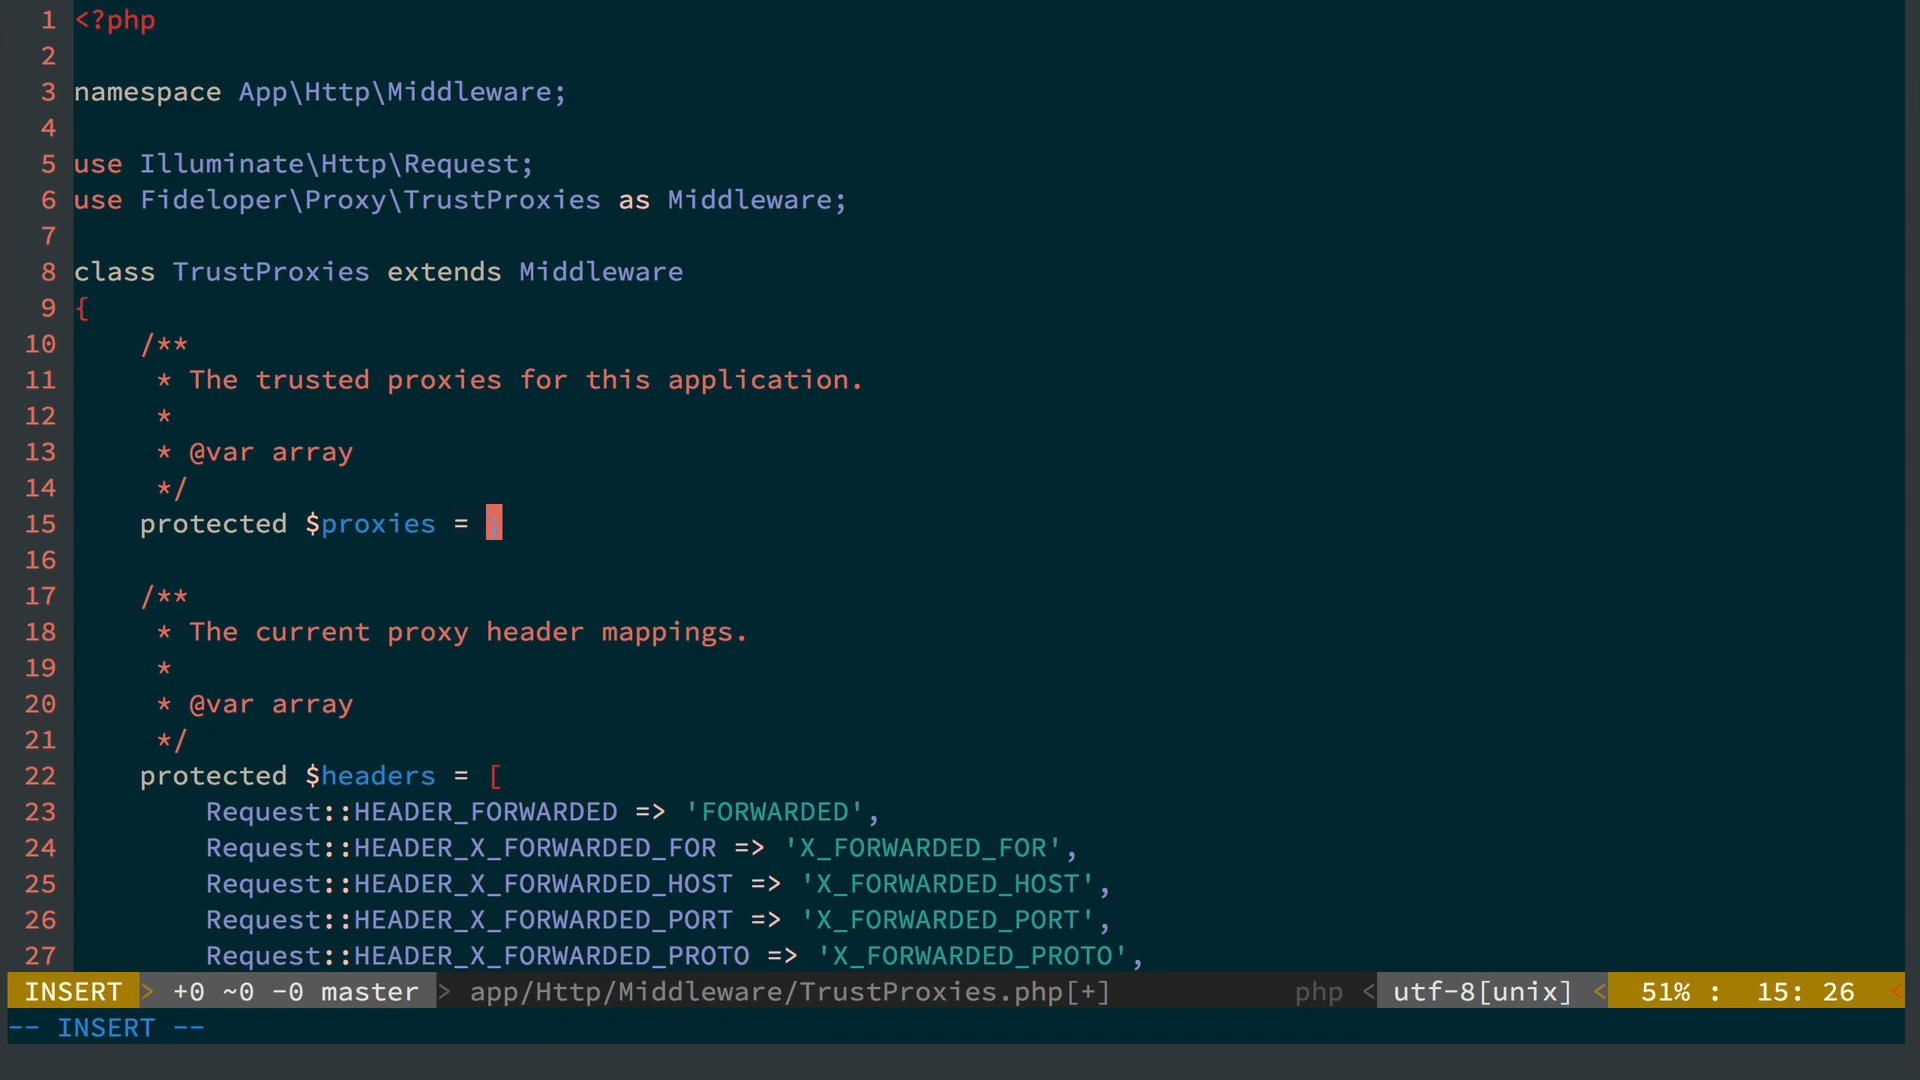 1 <?php
2
3 namespace App\Http\Middleware;
4
5 use Illuminate\Http\Request;
6 use Fideloper\Proxy\TrustProxies as Middleware;
7
8 class TrustProxies extends Middleware
9 {
10     /**
11      * The trusted proxies for this application.
12      *
13      * @var array
14      */
15     protected $proxies = ;
16
17     /**
18      * The current proxy header mappings.
19      *
20      * @var array
21      */
22     protected $headers = [
23         Request::HEADER_FORWARDED => 'FORWARDED',
24         Request::HEADER_X_FORWARDED_FOR => 'X_FORWARDED_FOR',
25         Request::HEADER_X_FORWARDED_HOST => 'X_FORWARDED_HOST',
26         Request::HEADER_X_FORWARDED_PORT => 'X_FORWARDED_PORT',
27         Request::HEADER_X_FORWARDED_PROTO => 'X_FORWARDED_PROTO',
INSERT > +0 ~0 -0 master > app/Http/Middleware/TrustProxies.php[+] php < utf-8[unix] < 51% : 15: 26 <
-- INSERT --